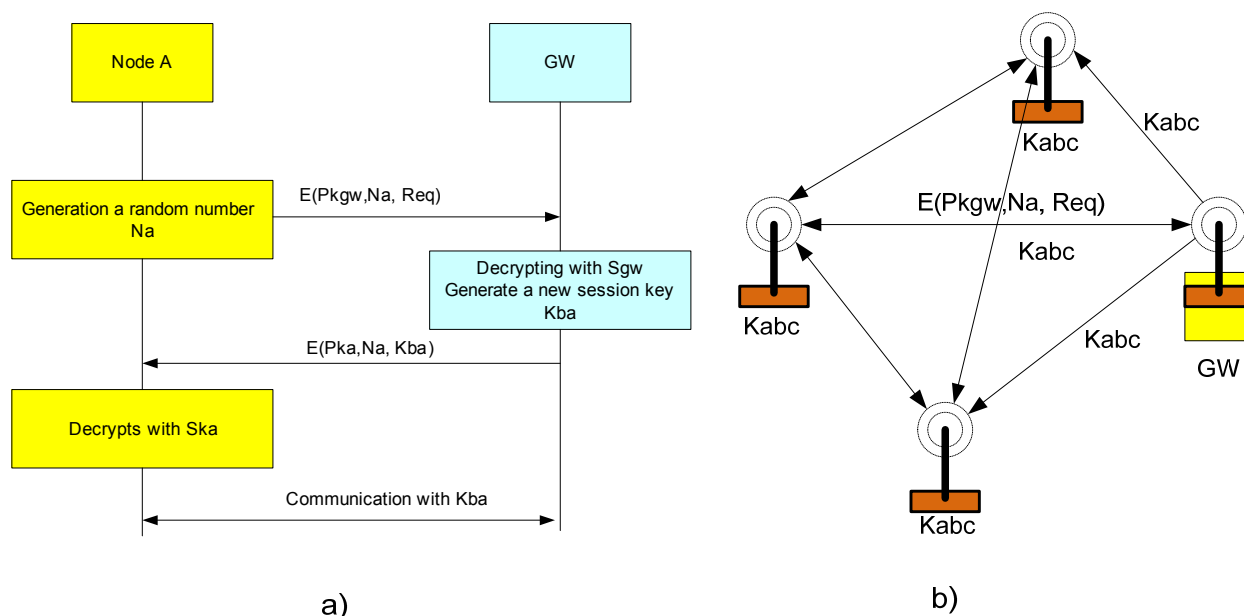 Node A
GW
Generation a random number
Na
E(Pkgw,Na, Req)
Decrypting with Sgw
Generate a new session key
Kba
E(Pka,Na, Kba)
Decrypts with Ska
Communication with Kba
a)
Kabc
Kabc
E(Pkgw,Na, Req)
Kabc
Kabc
Kabc
GW
Kabc
b)